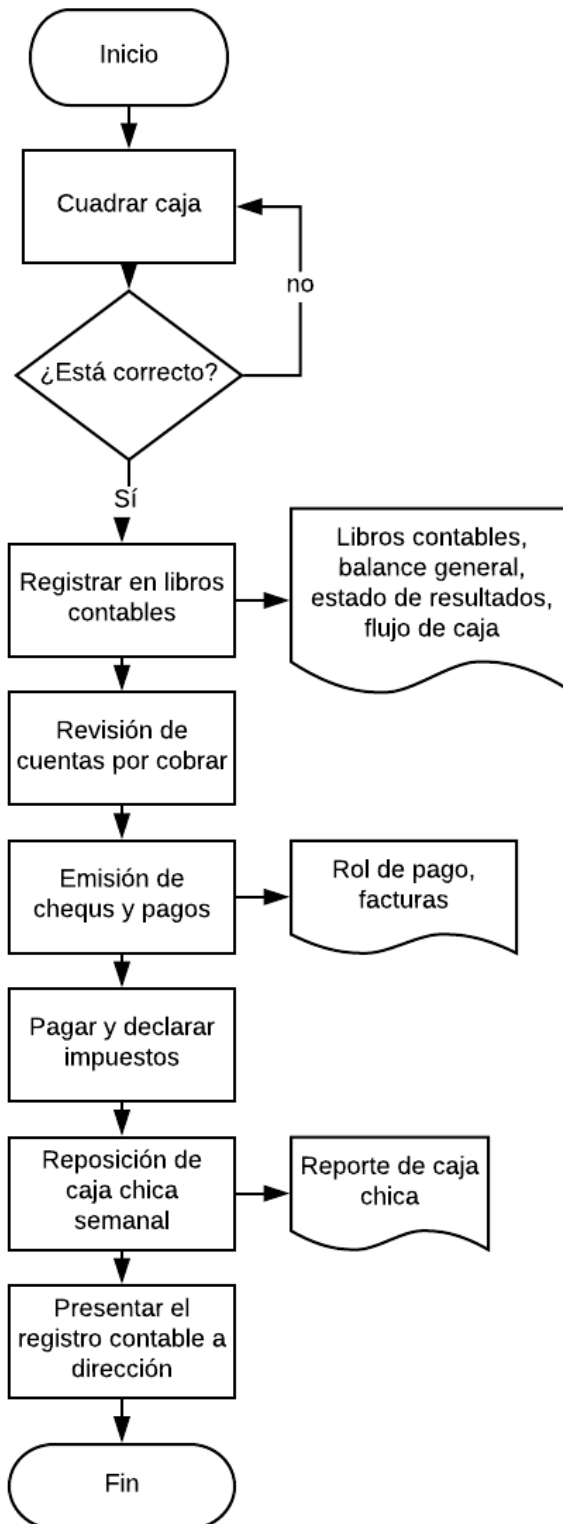 Inicio
Cuadrar caja
no
¿Está correcto?
Sí
Registrar en libros
contables
Libros contables,
balance general,
estado de resultados,
flujo de caja
Revisión de
cuentas por cobrar
Emisión de
chequs y pagos
Rol de pago,
facturas
Pagar y declarar
impuestos
Reposición de
caja chica
semanal
Reporte de caja
chica
Presentar el
registro contable a
dirección
Fin